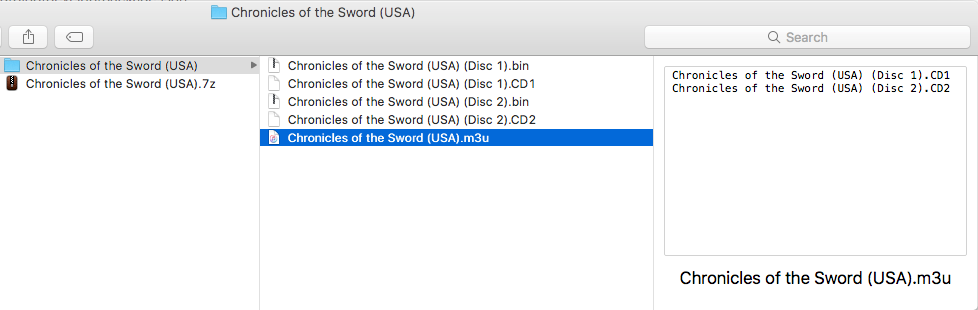 Chronicles of the Sword (USA)
Search
Chronicles of the Sword (USA)
Chronicles of the Sword (USA).7z
Chronicles of the Sword (USA) (Disc 1).bin
Chronicles of the Sword (USA) (Disc 1).CD1
Chronicles of the Sword (USA) (Disc 2).bin
Chronicles of the Sword (USA) (Disc 2).CD2
Chronicles of the Sword (USA).m3u
Chronicles of the Sword (USA) (Disc 1).CD1
Chronicles of the Sword (USA) (Disc 2).CD2
Chronicles of the Sword (USA).m3u